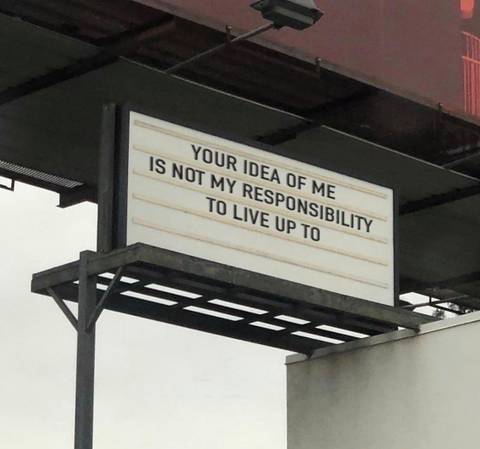 YOUR IDEA OF ME
IS NOT MY RESPONSIBILITY
TO LIVE UP TO